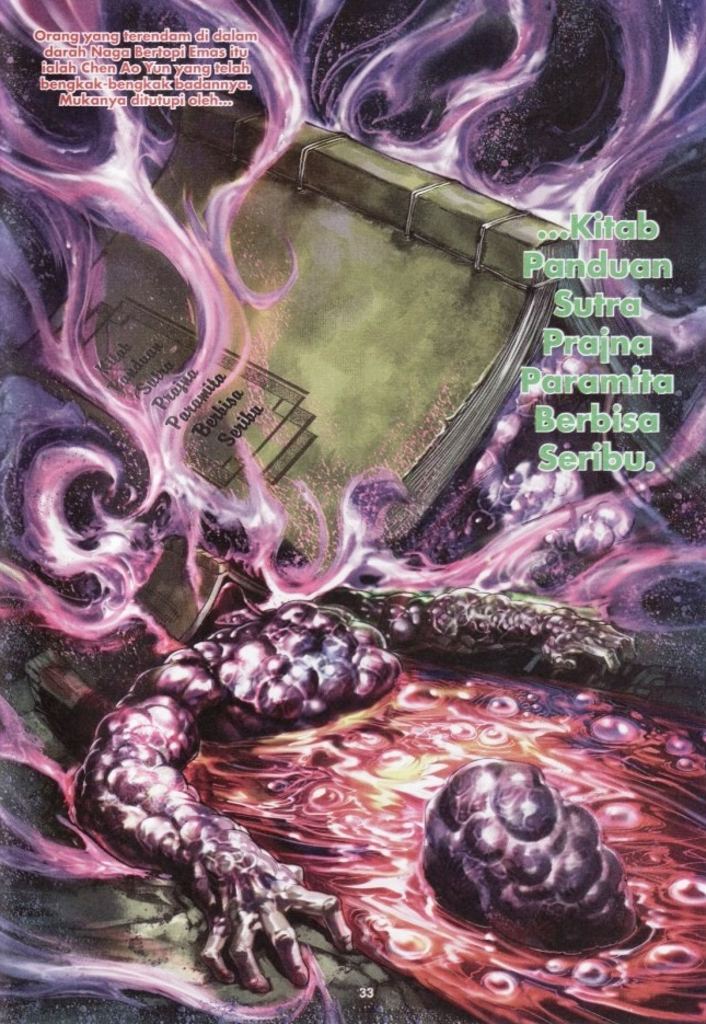 Orang yang terendam di dalam
darah Naga Bertopi Emas itu
ialah Chen Ao Yun yang telah
bengkak-bengkak badannya.
Mukanya ditutupi oleh...
...Kitab
Panduan
Sutra
Prajna
Paramita
Berbisa
Seribu.
Kitab
Panduan
Sutra
Prajna
Paramita
Berbisa
Seribu
33